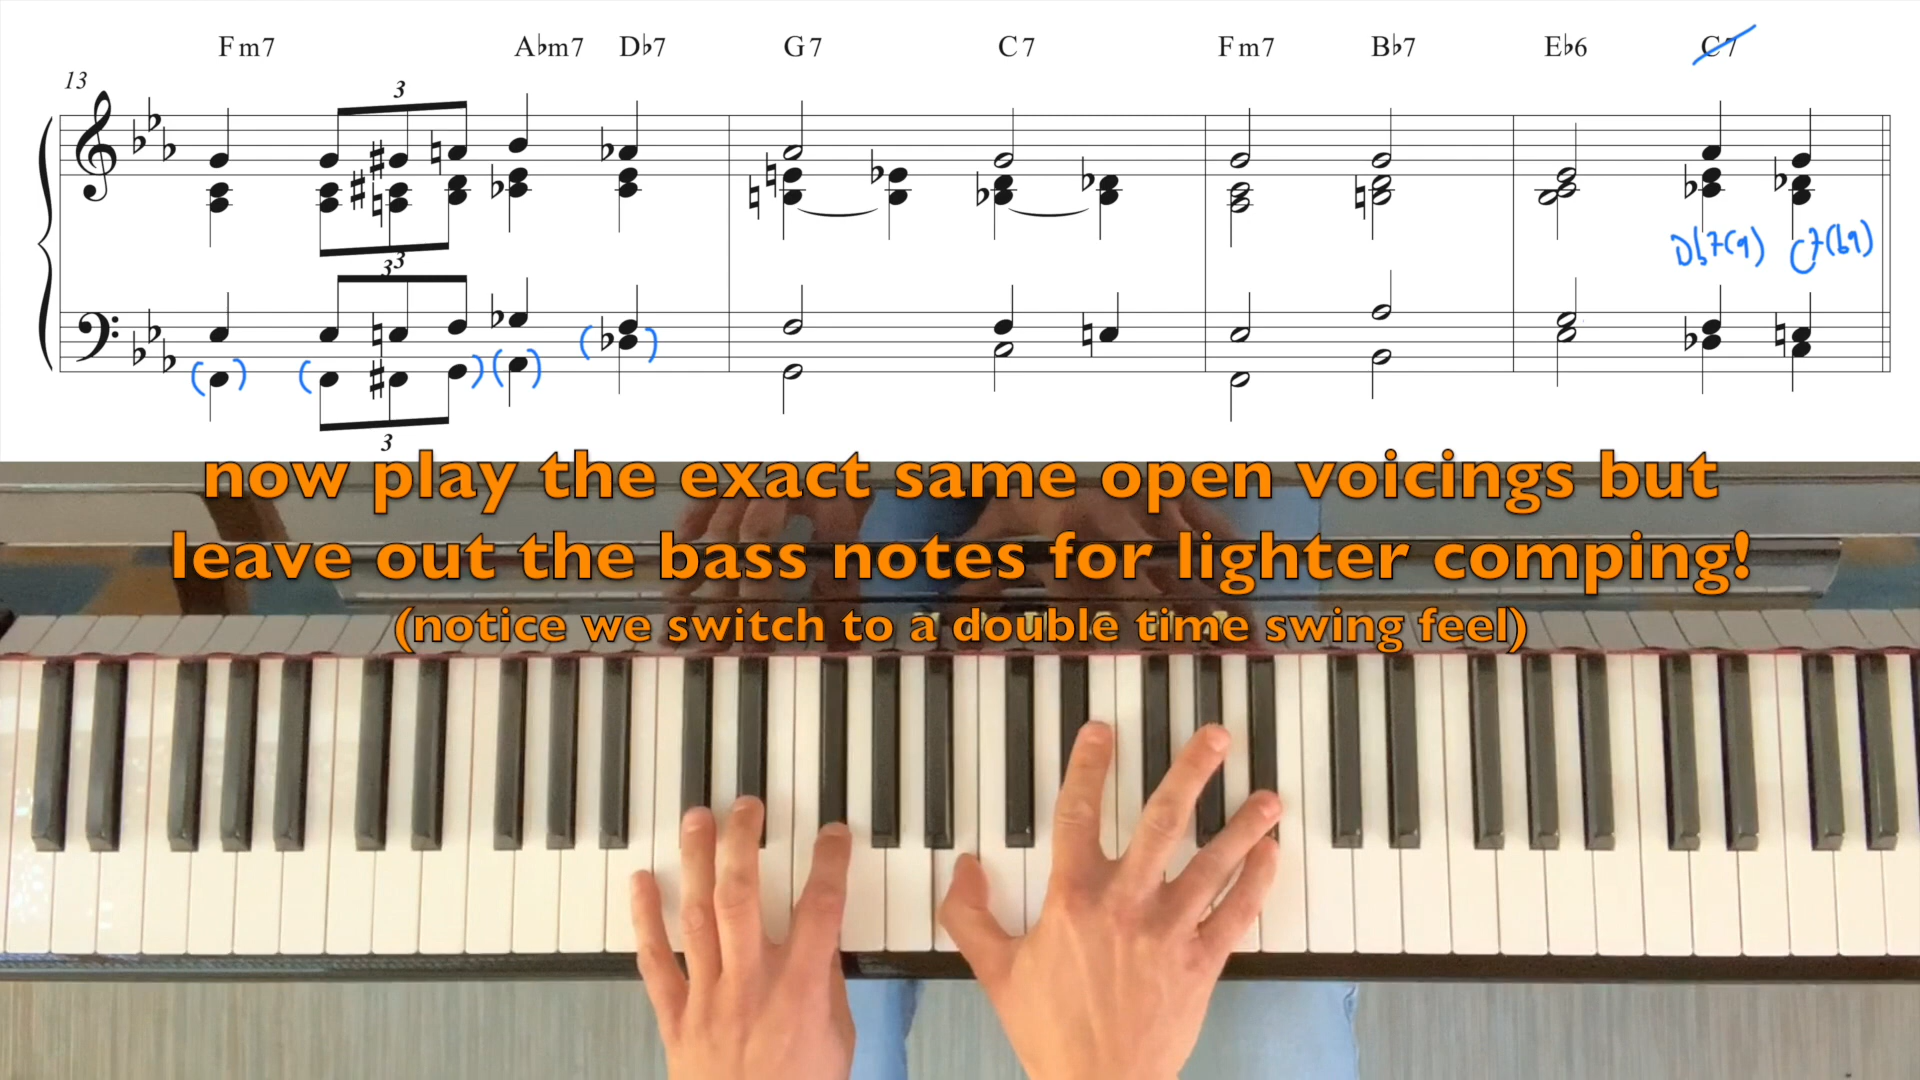 Fm7 A♭m7 D♭7 G7 C7 Fm7 B♭7 E♭6 C7
13
3
3 3
D♭7(9) C7(♭9)
3
now play the exact same open voicings but
leave out the bass notes for lighter comping!
(notice we switch to a double time swing feel)